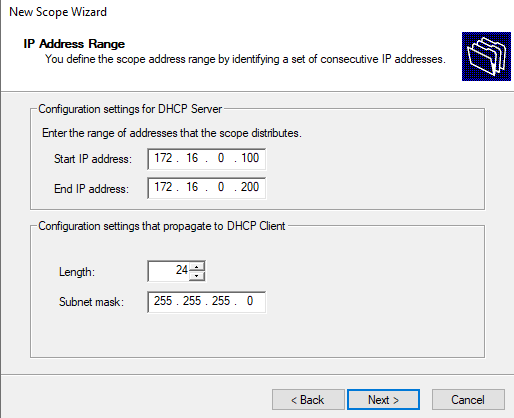 New Scope Wizard
IP Address Range
You define the scope address range by identifying a set of consecutive IP addresses.
Configuration settings for DHCP Server
Enter the range of addresses that the scope distributes.
Start IP address: 172 . 16 . 0 . 100
End IP address: 172 . 16 . 0 . 200
Configuration settings that propagate to DHCP Client
Length: 24
Subnet mask: 255 . 255 . 255 . 0
< Back Next > Cancel